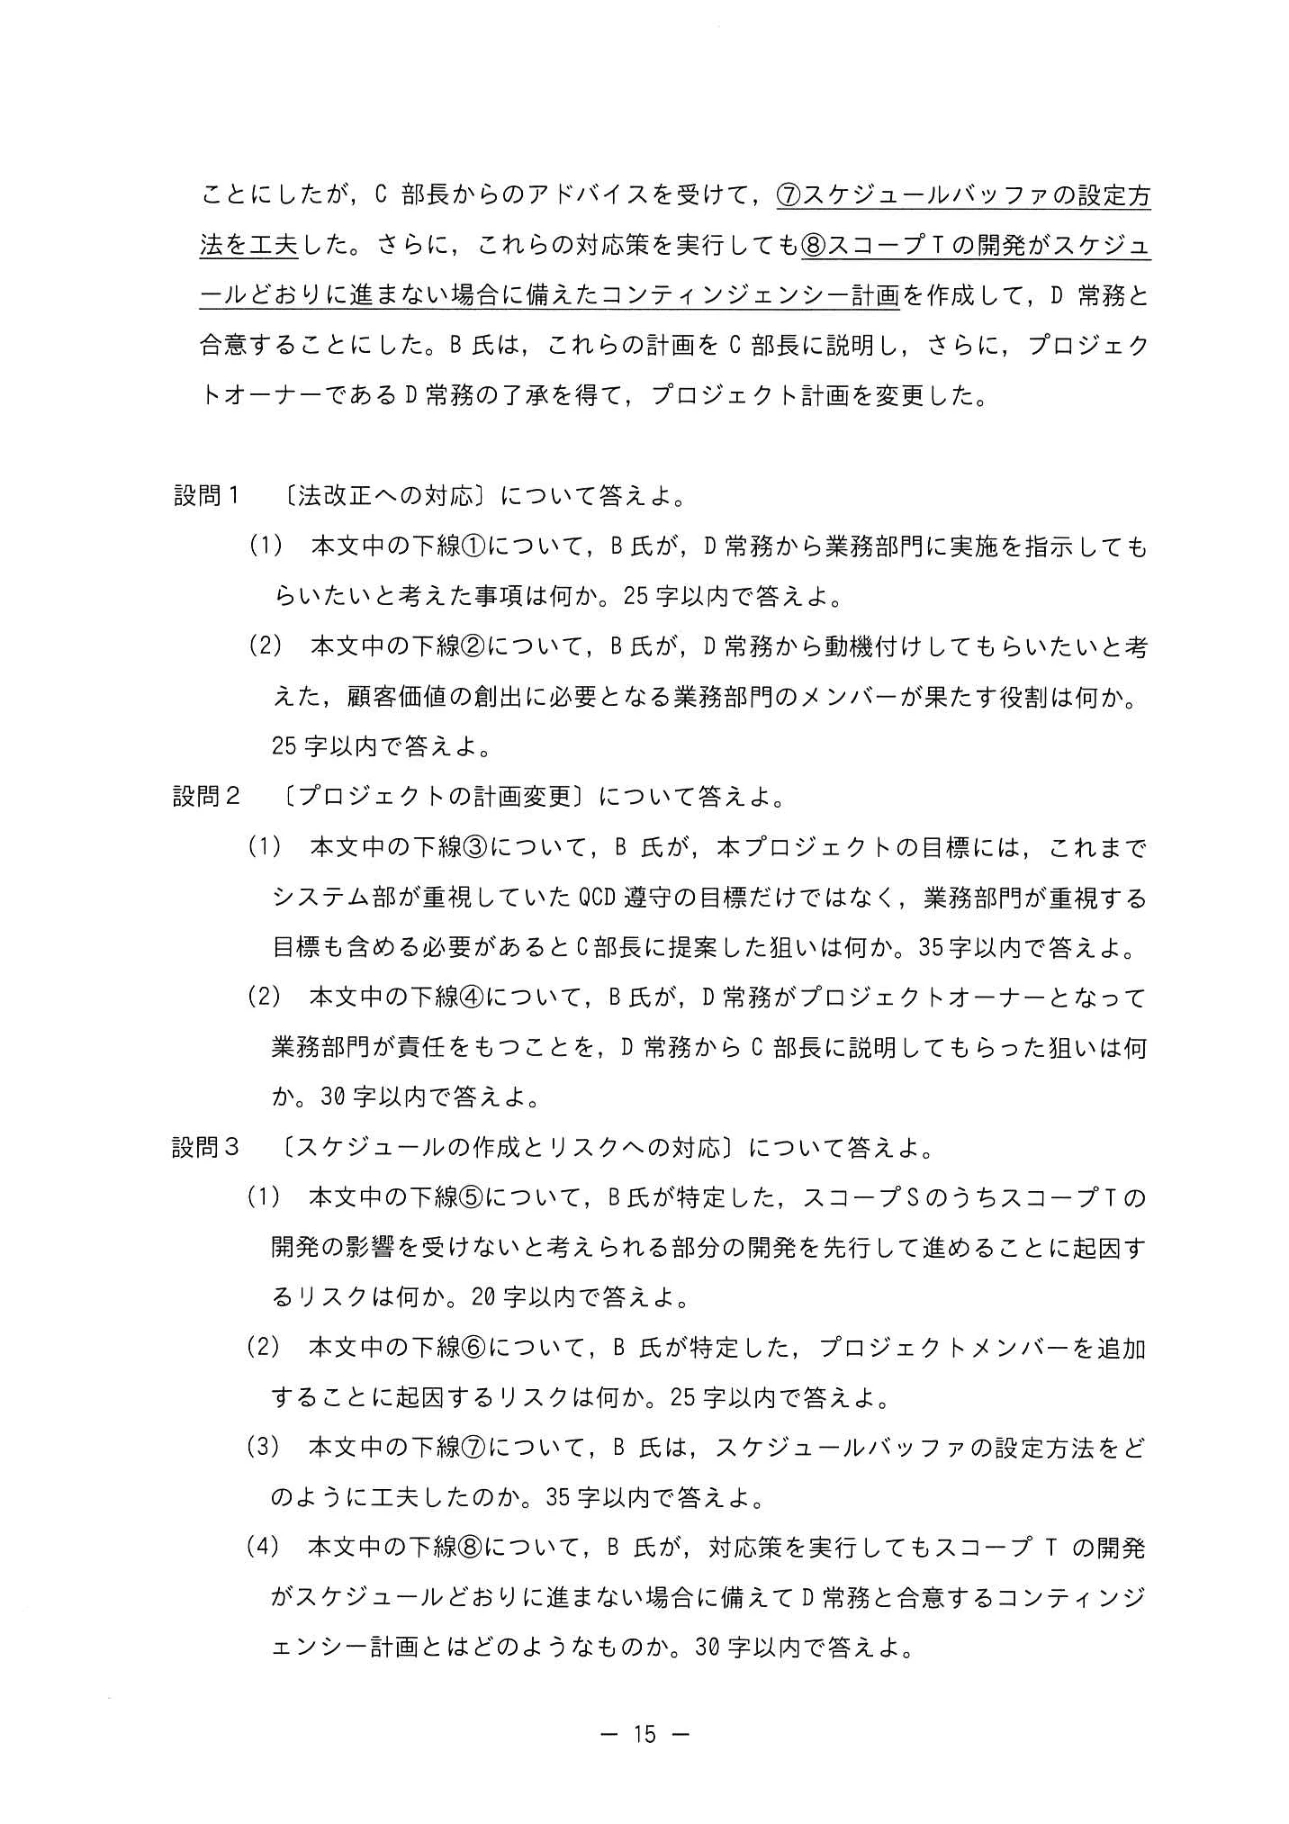 ことにしたが，C 部長からのアドバイスを受けて，⑦スケジュールバッファの設定方
法を工夫した。さらに，これらの対応策を実行しても⑧スコープTの開発がスケジュ
ールどおりに進まない場合に備えたコンティンジェンシー計画を作成して，D 常務と
合意することにした。B 氏は，これらの計画を C 部長に説明し，さらに，プロジェク
トオーナーである D 常務の了承を得て，プロジェクト計画を変更した。
設問1 〔法改正への対応〕について答えよ。
(1) 本文中の下線①について，B 氏が，D 常務から業務部門に実施を指示しても
らいたいと考えた事項は何か。25 字以内で答えよ。
(2) 本文中の下線②について，B 氏が，D 常務から動機付けしてもらいたいと考
えた，顧客価値の創出に必要となる業務部門のメンバーが果たす役割は何か。
25 字以内で答えよ。
設問2 〔プロジェクトの計画変更〕について答えよ。
(1) 本文中の下線③について，B 氏が，本プロジェクトの目標には，これまで
システム部が重視していた QCD 遵守の目標だけではなく，業務部門が重視する
目標も含める必要があるとC部長に提案した狙いは何か。35字以内で答えよ。
(2) 本文中の下線④について，B 氏が，D 常務がプロジェクトオーナーとなって
業務部門が責任をもつことを，D 常務から C 部長に説明してもらった狙いは何
か。30 字以内で答えよ。
設問3 〔スケジュールの作成とリスクへの対応〕について答えよ。
(1) 本文中の下線⑤について，B氏が特定した，スコープSのうちスコープTの
開発の影響を受けないと考えられる部分の開発を先行して進めることに起因す
るリスクは何か。20 字以内で答えよ。
(2) 本文中の下線⑥について，B 氏が特定した，プロジェクトメンバーを追加
することに起因するリスクは何か。25 字以内で答えよ。
(3) 本文中の下線⑦について，B 氏は，スケジュールバッファの設定方法をど
のように工夫したのか。35 字以内で答えよ。
(4) 本文中の下線⑧について，B 氏が，対応策を実行してもスコープ T の開発
がスケジュールどおりに進まない場合に備えて D 常務と合意するコンティンジ
ェンシー計画とはどのようなものか。30 字以内で答えよ。
－ 15 －